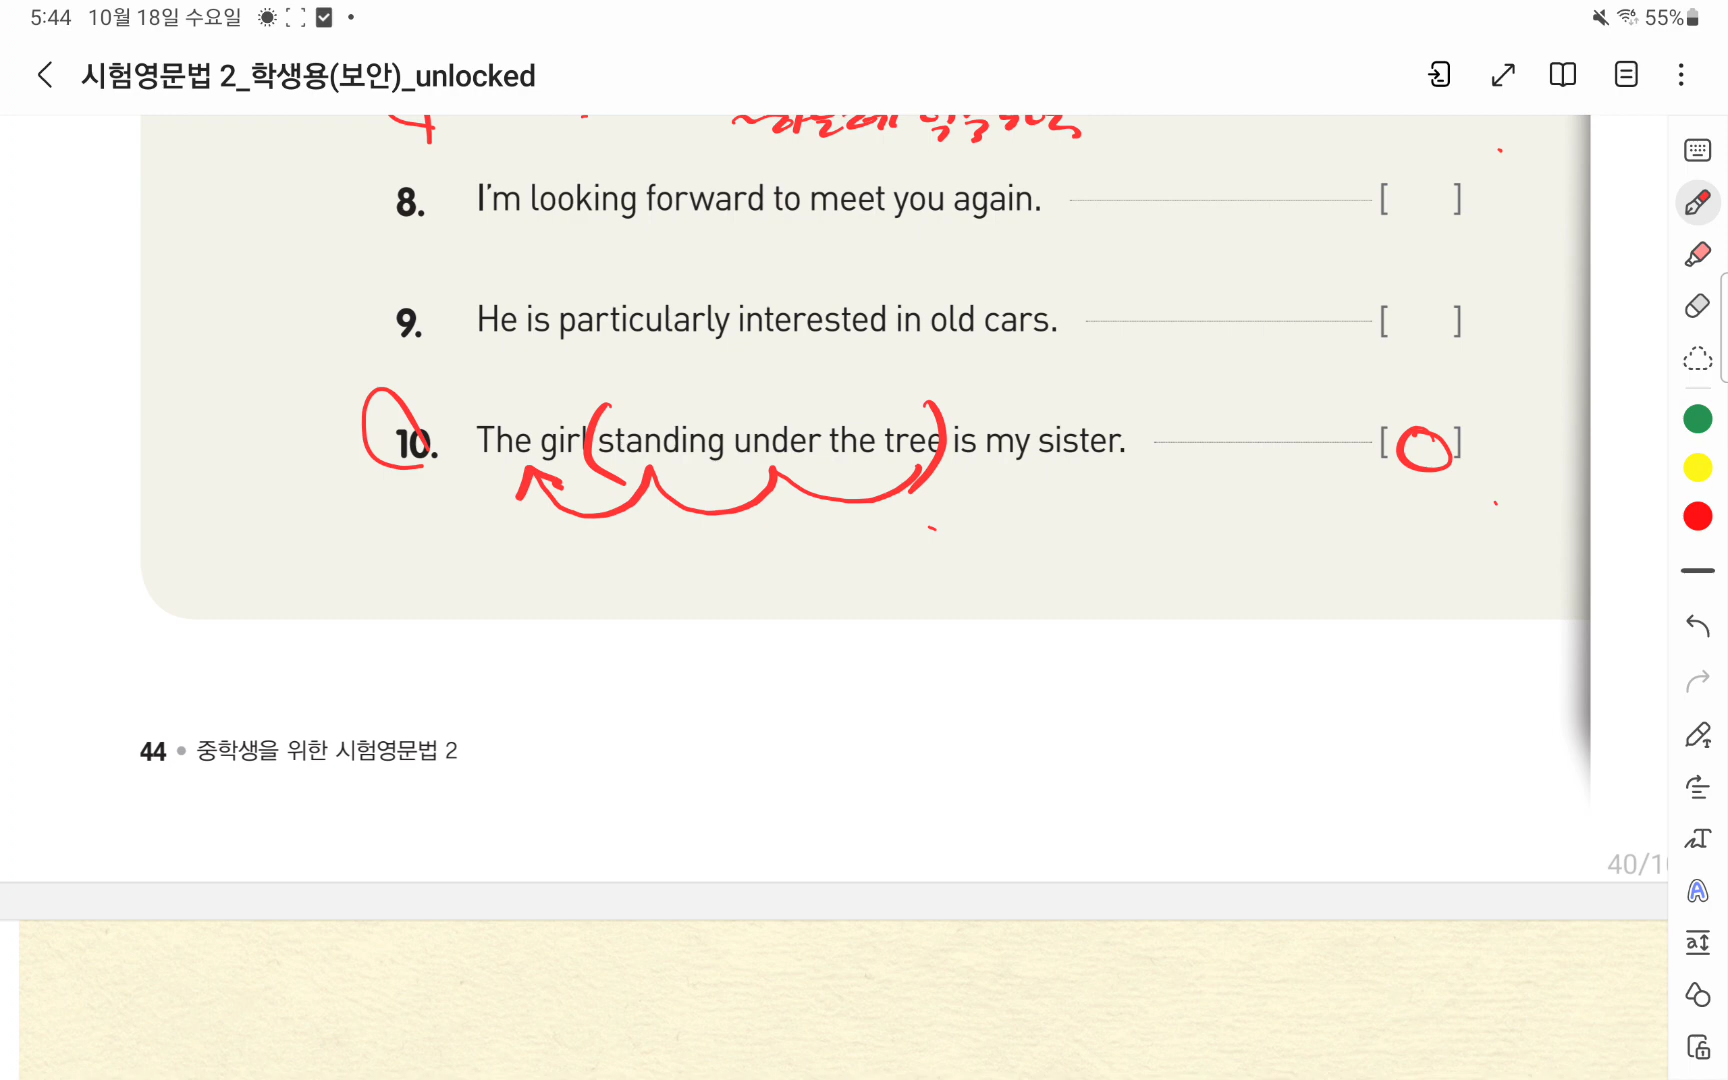 5:44 10월 18일 수요일 55%
시험영문법 2_학생용(보안)_unlocked
8. I'm looking forward to meet you again. [ ]
9. He is particularly interested in old cars. [ ]
10. The girl (standing under the tree) is my sister. [ O ]
44 • 중학생을 위한 시험영문법 2
40/1